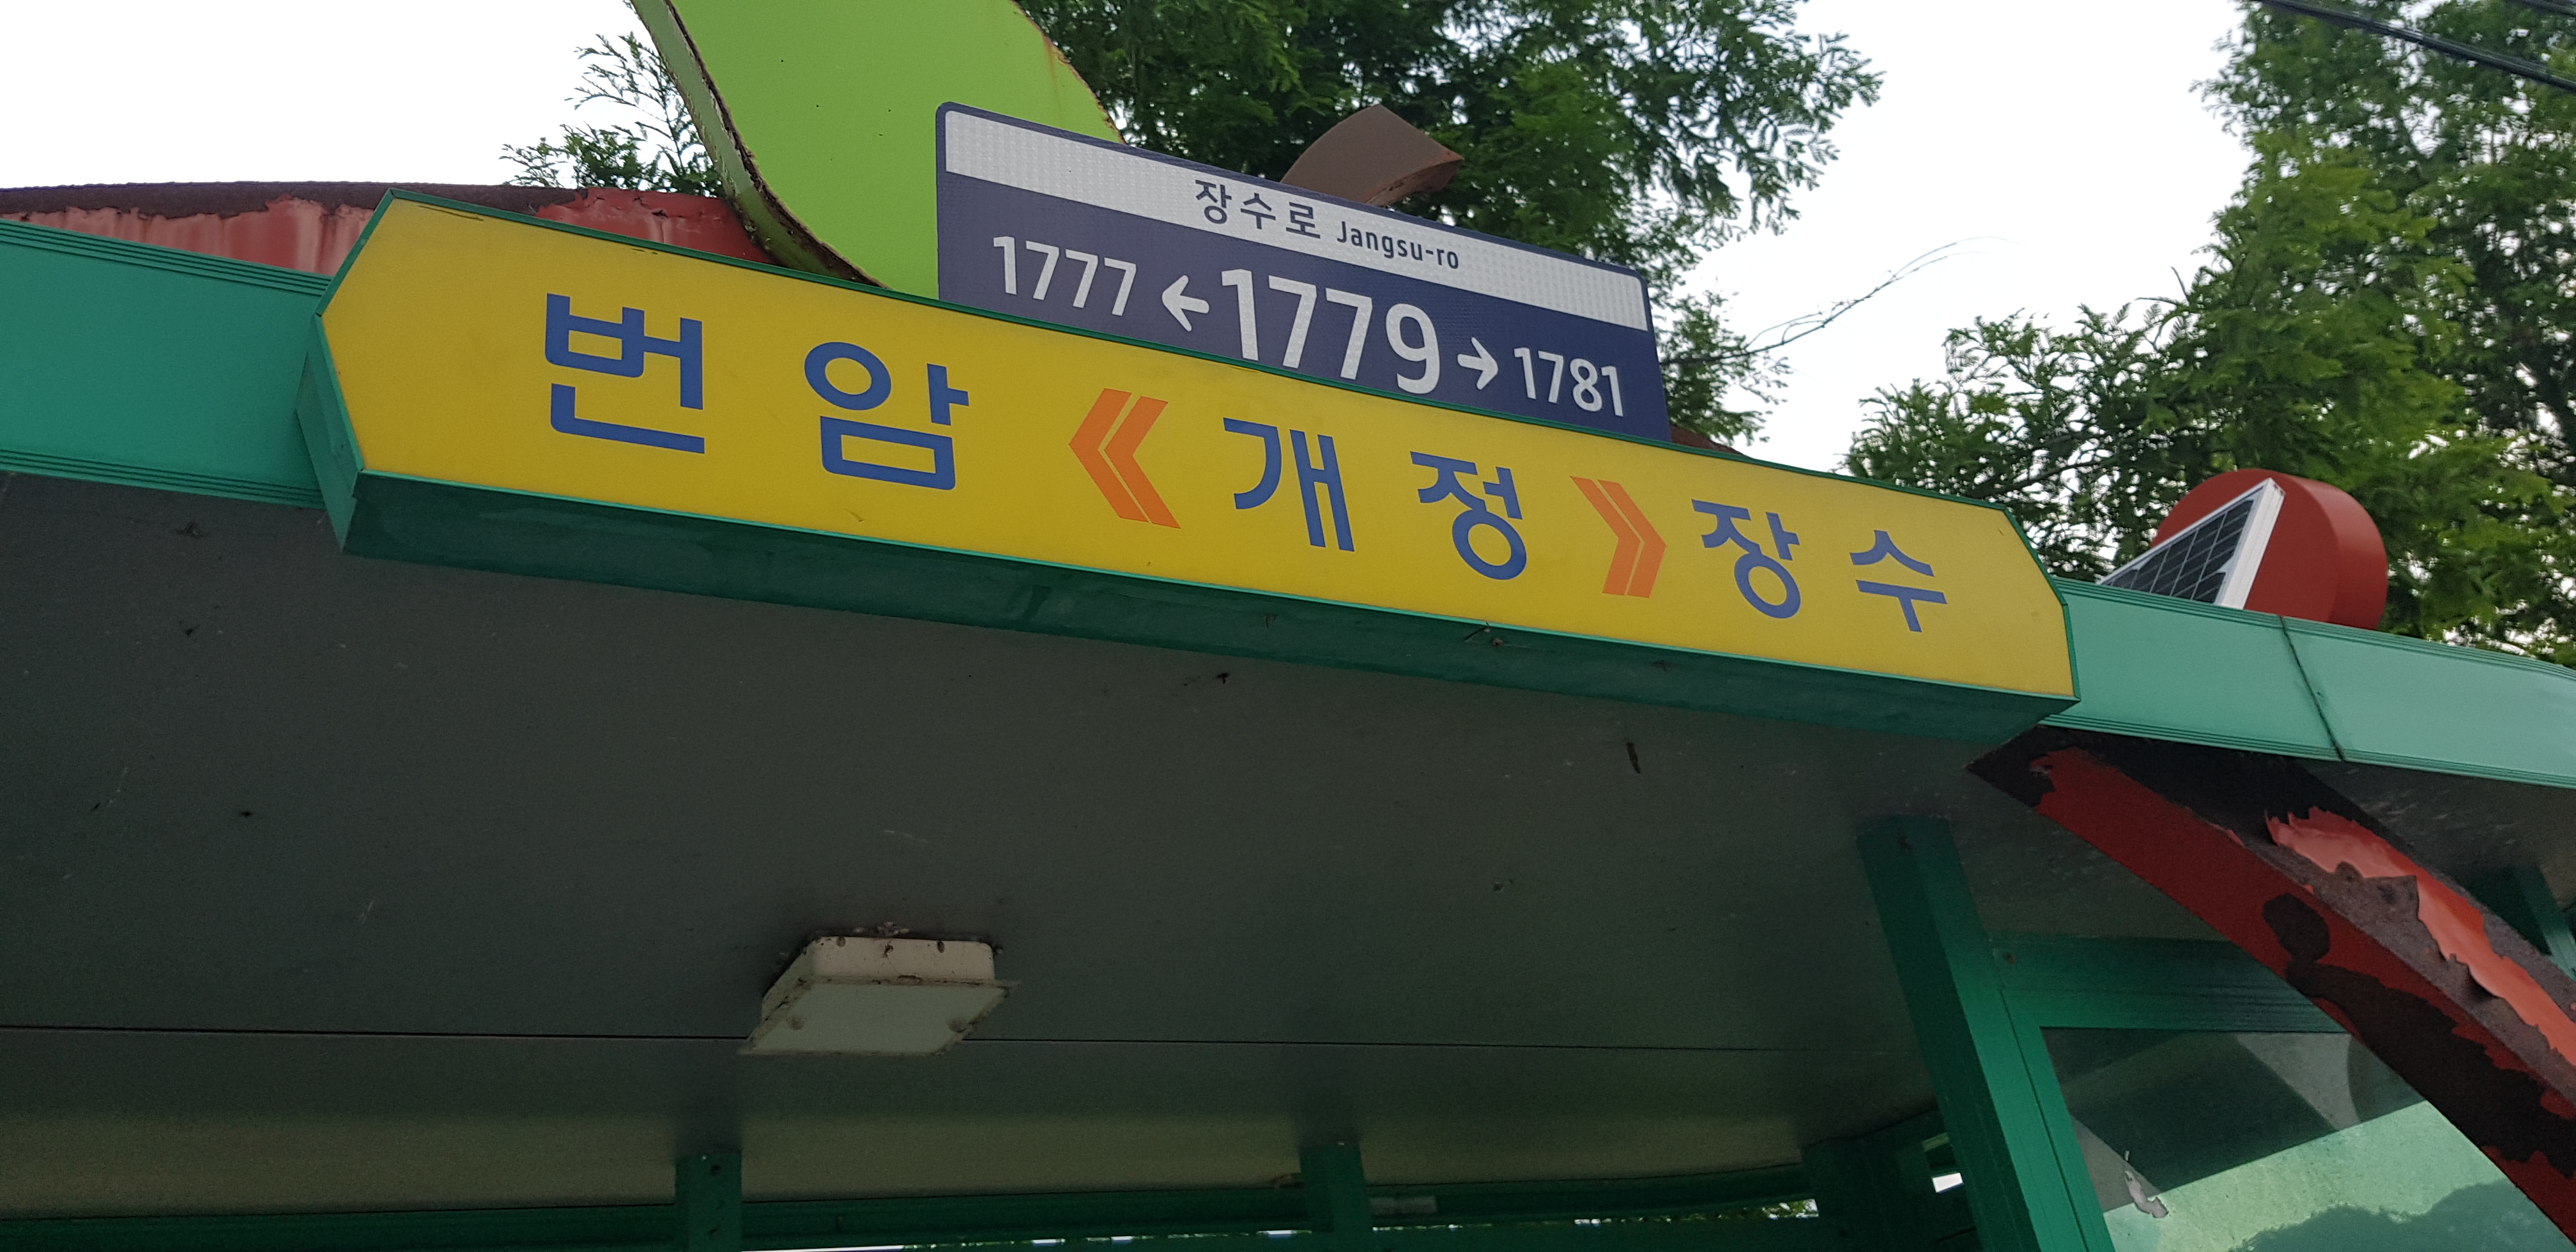 장수로 Jangsu-ro
1777 ← 1779 → 1781
번암 《 개정 》 장수